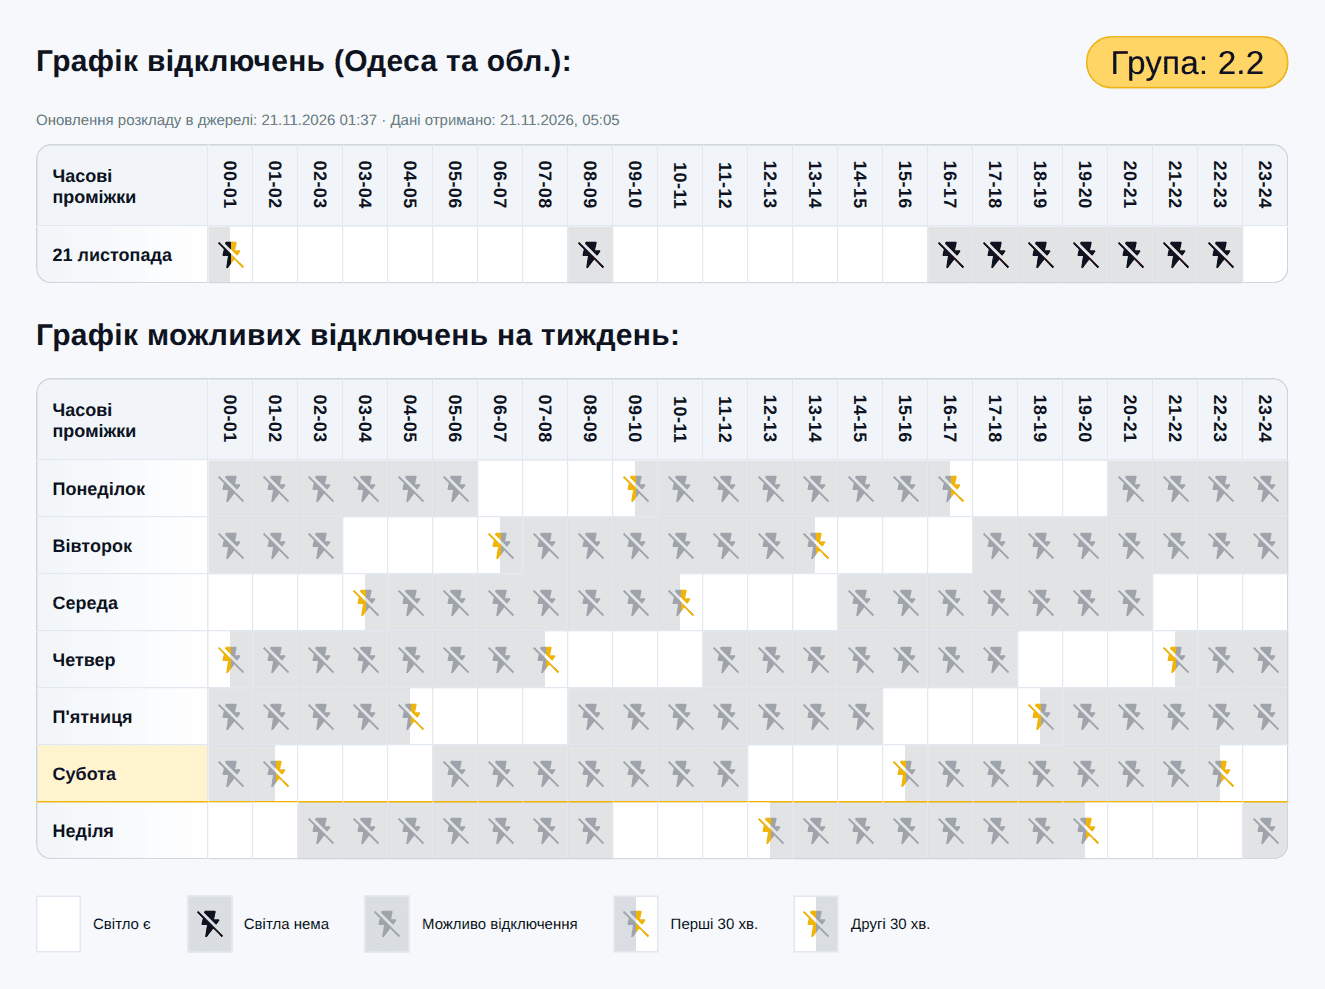 Графік відключень (Одеса та обл.):
Група: 2.2
Оновлення розкладу в джерелі: 21.11.2026 01:37 · Дані отримано: 21.11.2026, 05:05
Часові
проміжки
00-01
01-02
02-03
03-04
04-05
05-06
06-07
07-08
08-09
09-10
10-11
11-12
12-13
13-14
14-15
15-16
16-17
17-18
18-19
19-20
20-21
21-22
22-23
23-24
21 листопада
Графік можливих відключень на тиждень:
Часові
проміжки
00-01
01-02
02-03
03-04
04-05
05-06
06-07
07-08
08-09
09-10
10-11
11-12
12-13
13-14
14-15
15-16
16-17
17-18
18-19
19-20
20-21
21-22
22-23
23-24
Понеділок
Вівторок
Середа
Четвер
П'ятниця
Субота
Неділя
Світло є
Світла нема
Можливо відключення
Перші 30 хв.
Другі 30 хв.